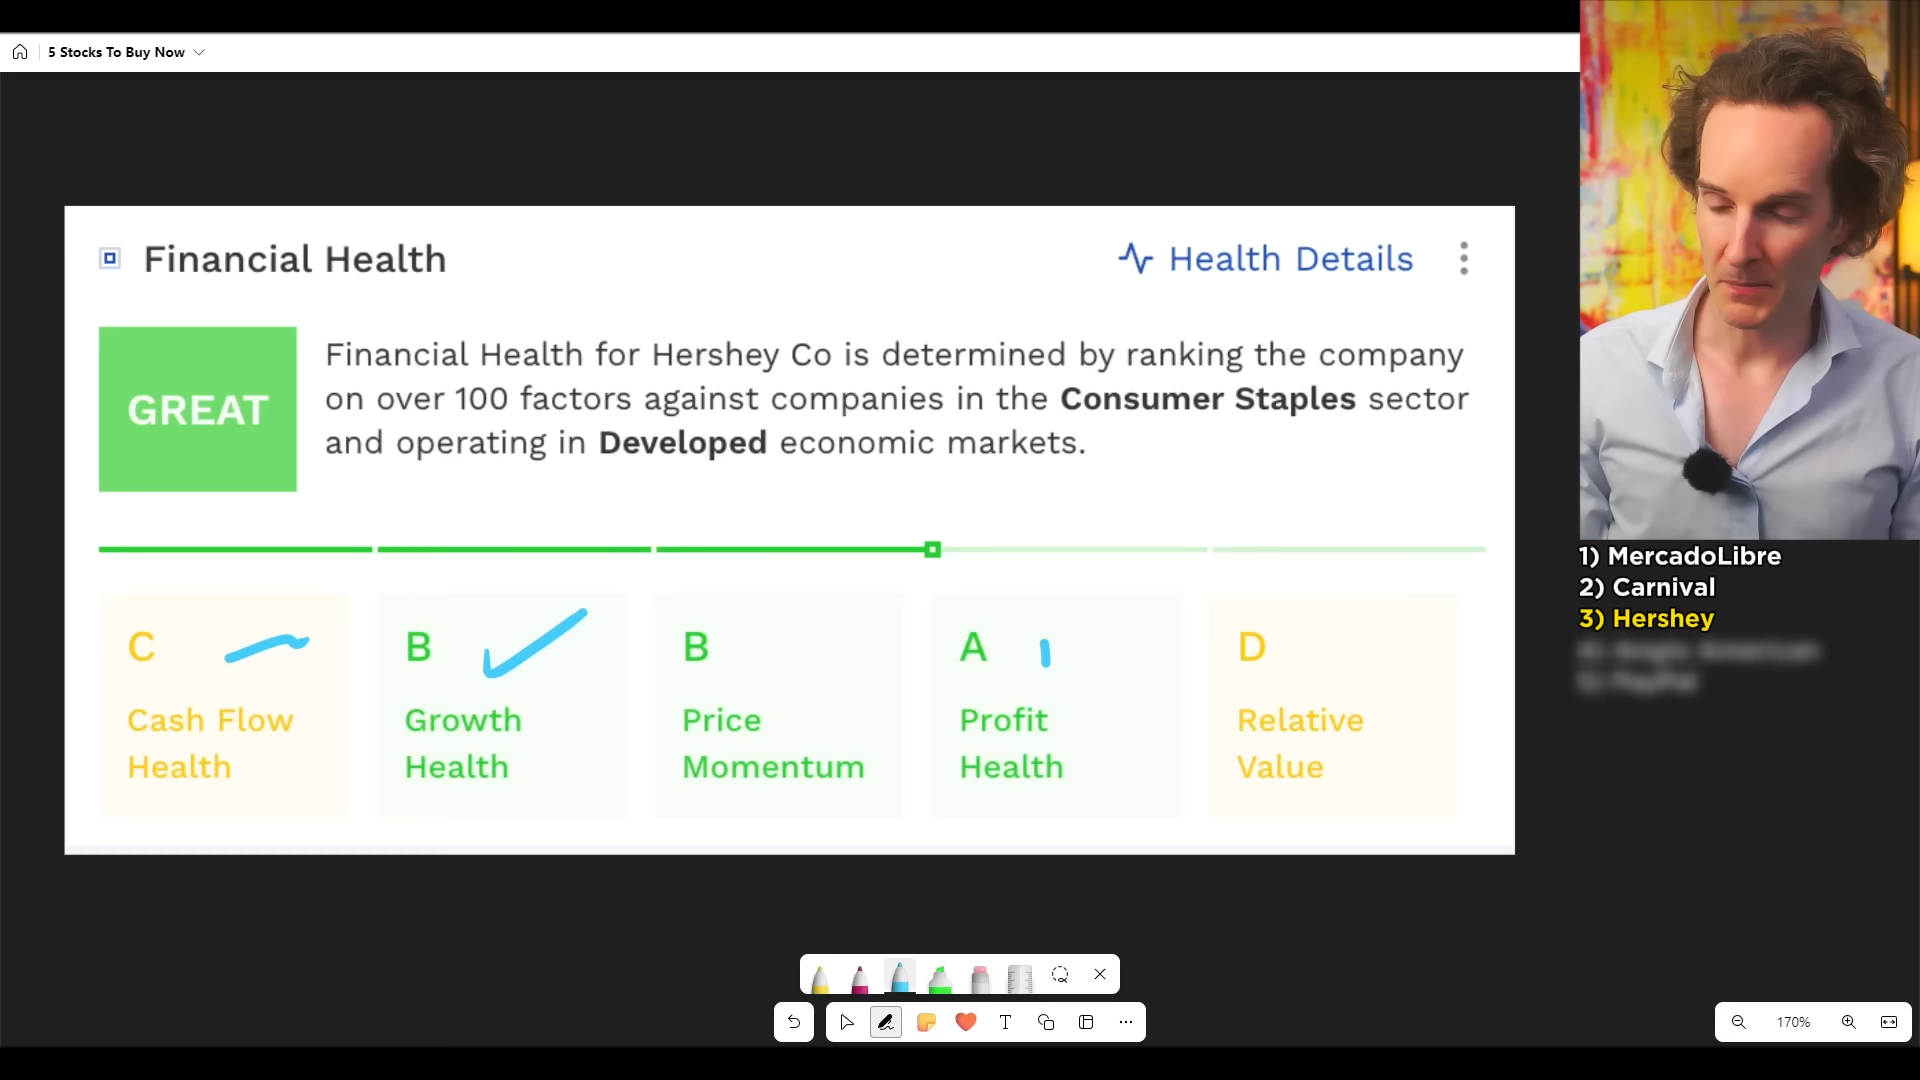 5 Stocks To Buy Now
Financial Health
Health Details
GREAT
Financial Health for Hershey Co is determined by ranking the company
on over 100 factors against companies in the Consumer Staples sector
and operating in Developed economic markets.
C
Cash Flow
Health
B
Growth
Health
B
Price
Momentum
A
Profit
Health
D
Relative
Value
1) MercadoLibre
2) Carnival
3) Hershey
5) PayPal
T
170%